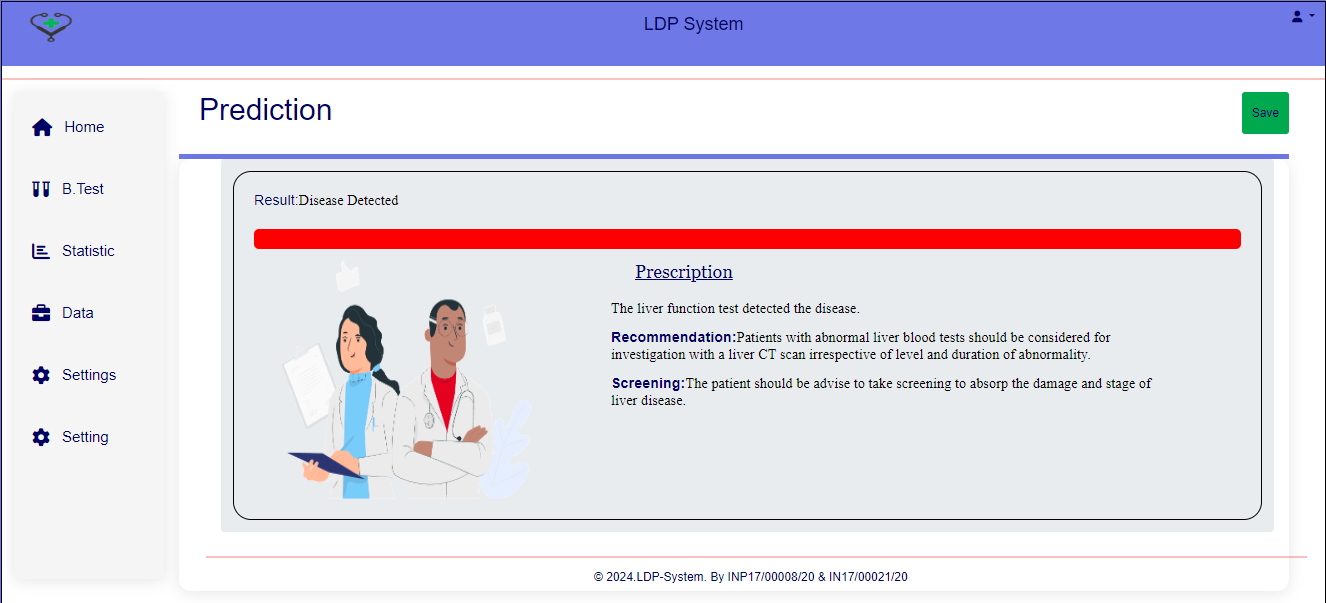 LDP System
Home
B.Test
Statistic
Data
Settings
Setting
Prediction
Save
Result:Disease Detected
Prescription
The liver function test detected the disease.
Recommendation:Patients with abnormal liver blood tests should be considered for
investigation with a liver CT scan irrespective of level and duration of abnormality.
Screening:The patient should be advise to take screening to absorp the damage and stage of
liver disease.
© 2024.LDP-System. By INP17/00008/20 & IN17/00021/20